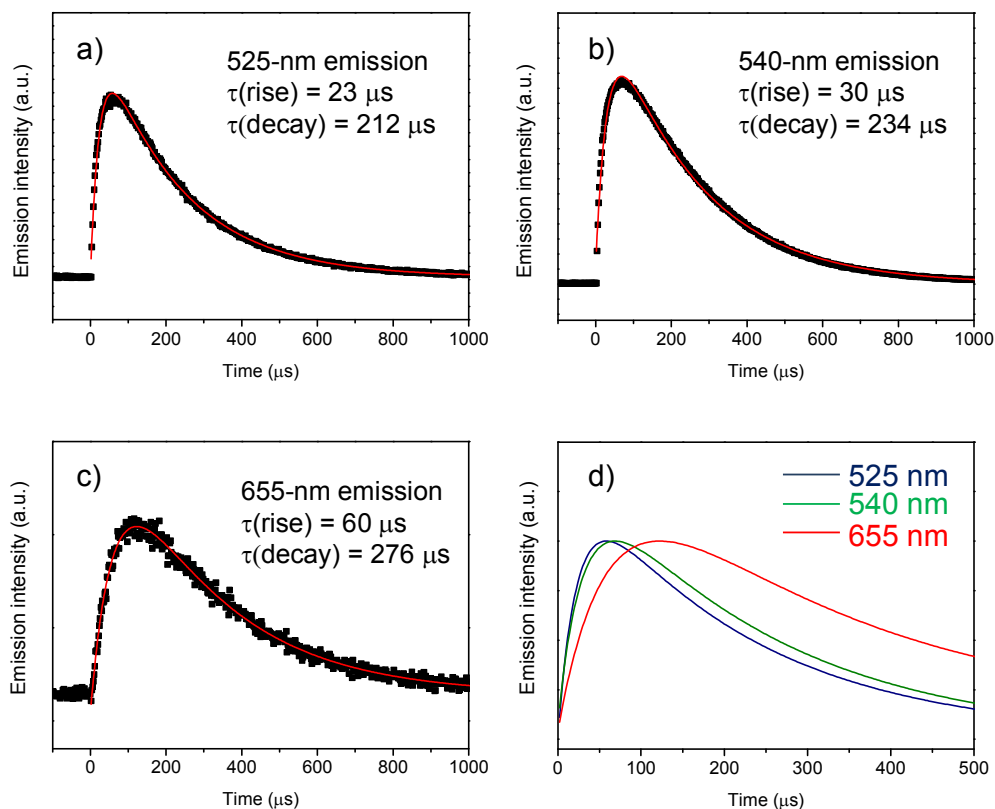 a)
525-nm emission
τ(rise) = 23 μs
τ(decay) = 212 μs
Emission intensity (a.u.)
0 200 400 600 800 1000
Time (μs)
b)
540-nm emission
τ(rise) = 30 μs
τ(decay) = 234 μs
Emission intensity (a.u.)
0 200 400 600 800 1000
Time (μs)
c)
655-nm emission
τ(rise) = 60 μs
τ(decay) = 276 μs
Emission intensity (a.u.)
0 200 400 600 800 1000
Time (μs)
d)
525 nm
540 nm
655 nm
Emission intensity (a.u.)
0 100 200 300 400 500
Time (μs)